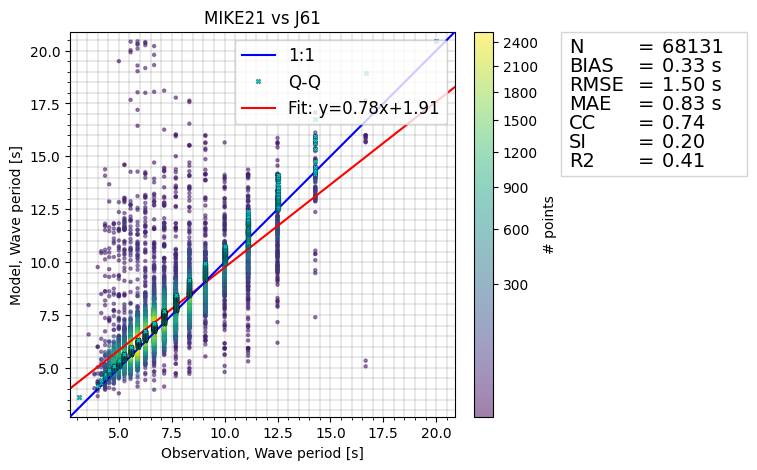 MIKE21 vs J61
1:1
Q-Q
Fit: y=0.78x+1.91
20.0
17.5
15.0
12.5
10.0
7.5
5.0
Model, Wave period [s]
5.0 7.5 10.0 12.5 15.0 17.5 20.0
Observation, Wave period [s]
2400
2100
1800
1500
1200
900
600
300
# points
N = 68131
BIAS = 0.33 s
RMSE = 1.50 s
MAE = 0.83 s
CC = 0.74
SI = 0.20
R2 = 0.41